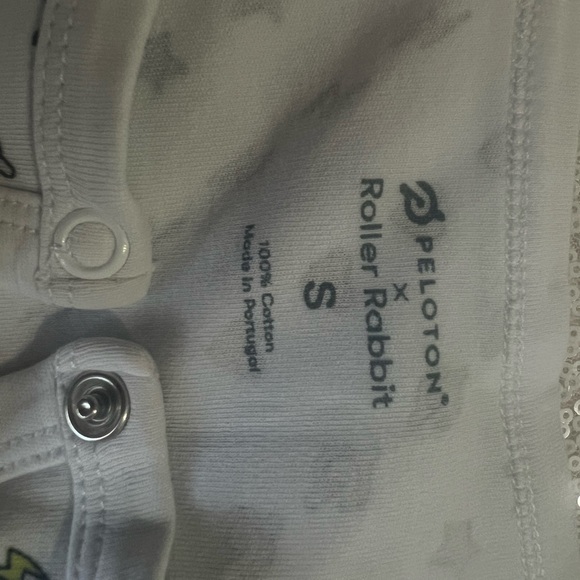 PELOTON®
x
Roller Rabbit
S
100% Cotton
Made in Portugal